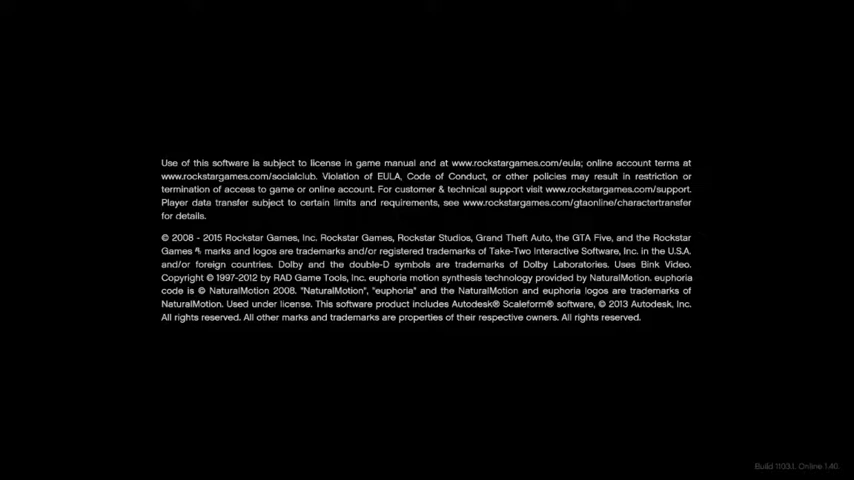 Use of this software is subject to license in game manual and at www.rockstargames.com/eula; online account terms at
www.rockstargames.com/socialclub. Violation of EULA, Code of Conduct, or other policies may result in restriction or
termination of access to game or online account. For customer & technical support visit www.rockstargames.com/support.
Player data transfer subject to certain limits and requirements, see www.rockstargames.com/gtaonline/charactertransfer
for details.
© 2008 - 2015 Rockstar Games, Inc. Rockstar Games, Rockstar Studios, Grand Theft Auto, the GTA Five, and the Rockstar
Games R* marks and logos are trademarks and/or registered trademarks of Take-Two Interactive Software, Inc. in the U.S.A.
and/or foreign countries. Dolby and the double-D symbols are trademarks of Dolby Laboratories. Uses Bink Video.
Copyright © 1997-2012 by RAD Game Tools, Inc. euphoria motion synthesis technology provided by NaturalMotion. euphoria
code is © NaturalMotion 2008. "NaturalMotion", "euphoria" and the NaturalMotion and euphoria logos are trademarks of
NaturalMotion. Used under license. This software product includes Autodesk® Scaleform® software, © 2013 Autodesk, Inc.
All rights reserved. All other marks and trademarks are properties of their respective owners. All rights reserved.
Build 1103.1, Online 1.40.